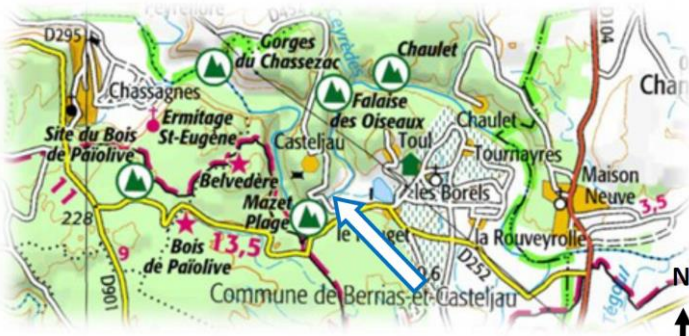 D295
Gorges
du Chassezac
Chaulet
D104
Chassagnes
Ermitage
St-Eugène
Falaise
des Oiseaux
Chaulet
Site du Bois
de Païolive
Casteljau
Toul
Tournayres
Maison
Neuve
Belvédère
les Borels
3,5
11
Mazet
Plage
228
Bois
de Païolive
13,5
la Rouveyrolle
9
D252
D901
Commune de Berrias-et-Casteljau
N